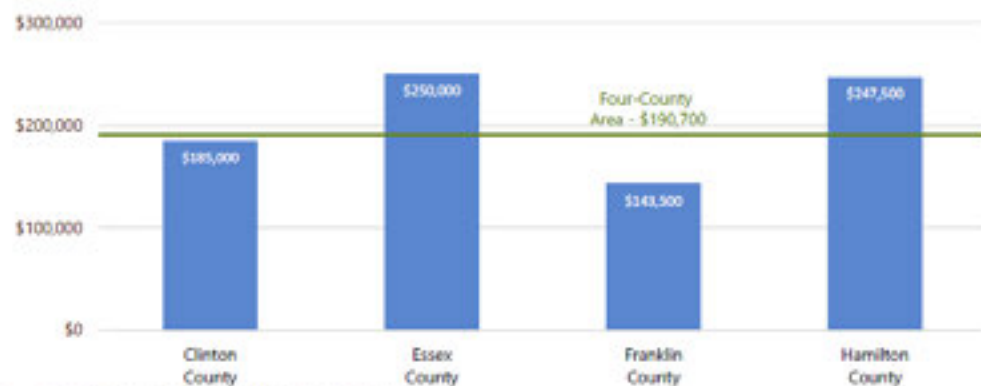 $300,000
$200,000
$100,000
$0
$185,000
$250,000
Four-County
Area - $190,700
$143,500
$247,500
Clinton
County
Essex
County
Franklin
County
Hamilton
County